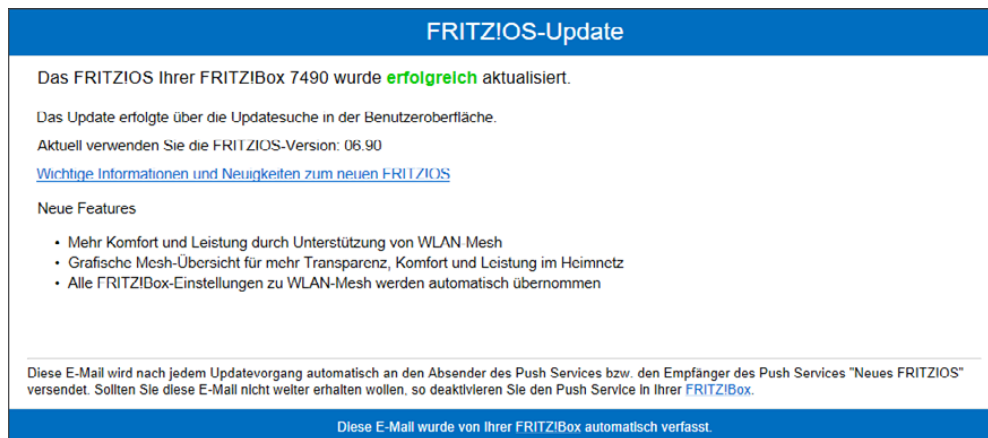 FRITZ!OS-Update
Das FRITZ!OS Ihrer FRITZ!Box 7490 wurde erfolgreich aktualisiert.
Das Update erfolgte über die Updatesuche in der Benutzeroberfläche.
Aktuell verwenden Sie die FRITZ!OS-Version: 06.90
Wichtige Informationen und Neuigkeiten zum neuen FRITZ!OS
Neue Features
• Mehr Komfort und Leistung durch Unterstützung von WLAN-Mesh
• Grafische Mesh-Übersicht für mehr Transparenz, Komfort und Leistung im Heimnetz
• Alle FRITZ!Box-Einstellungen zu WLAN-Mesh werden automatisch übernommen
Diese E-Mail wird nach jedem Updatevorgang automatisch an den Absender des Push Services bzw. den Empfänger des Push Services "Neues FRITZ!OS"
versendet. Sollten Sie diese E-Mail nicht weiter erhalten wollen, so deaktivieren Sie den Push Service in Ihrer FRITZ!Box.
Diese E-Mail wurde von Ihrer FRITZ!Box automatisch verfasst.